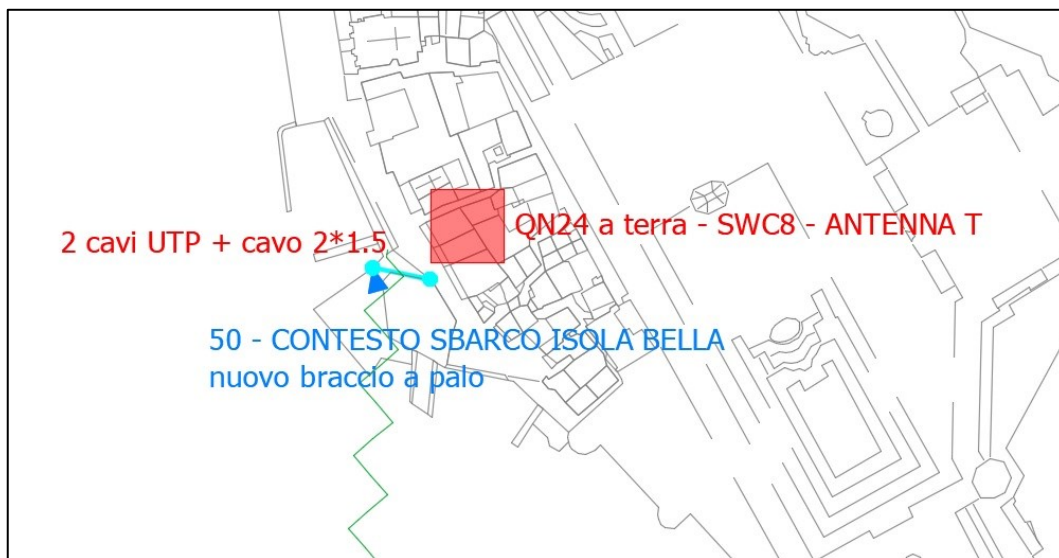 QN24 a terra - SWC8 - ANTENNA T
2 cavi UTP + cavo 2*1.5
50 - CONTESTO SBARCO ISOLA BELLA
nuovo braccio a palo